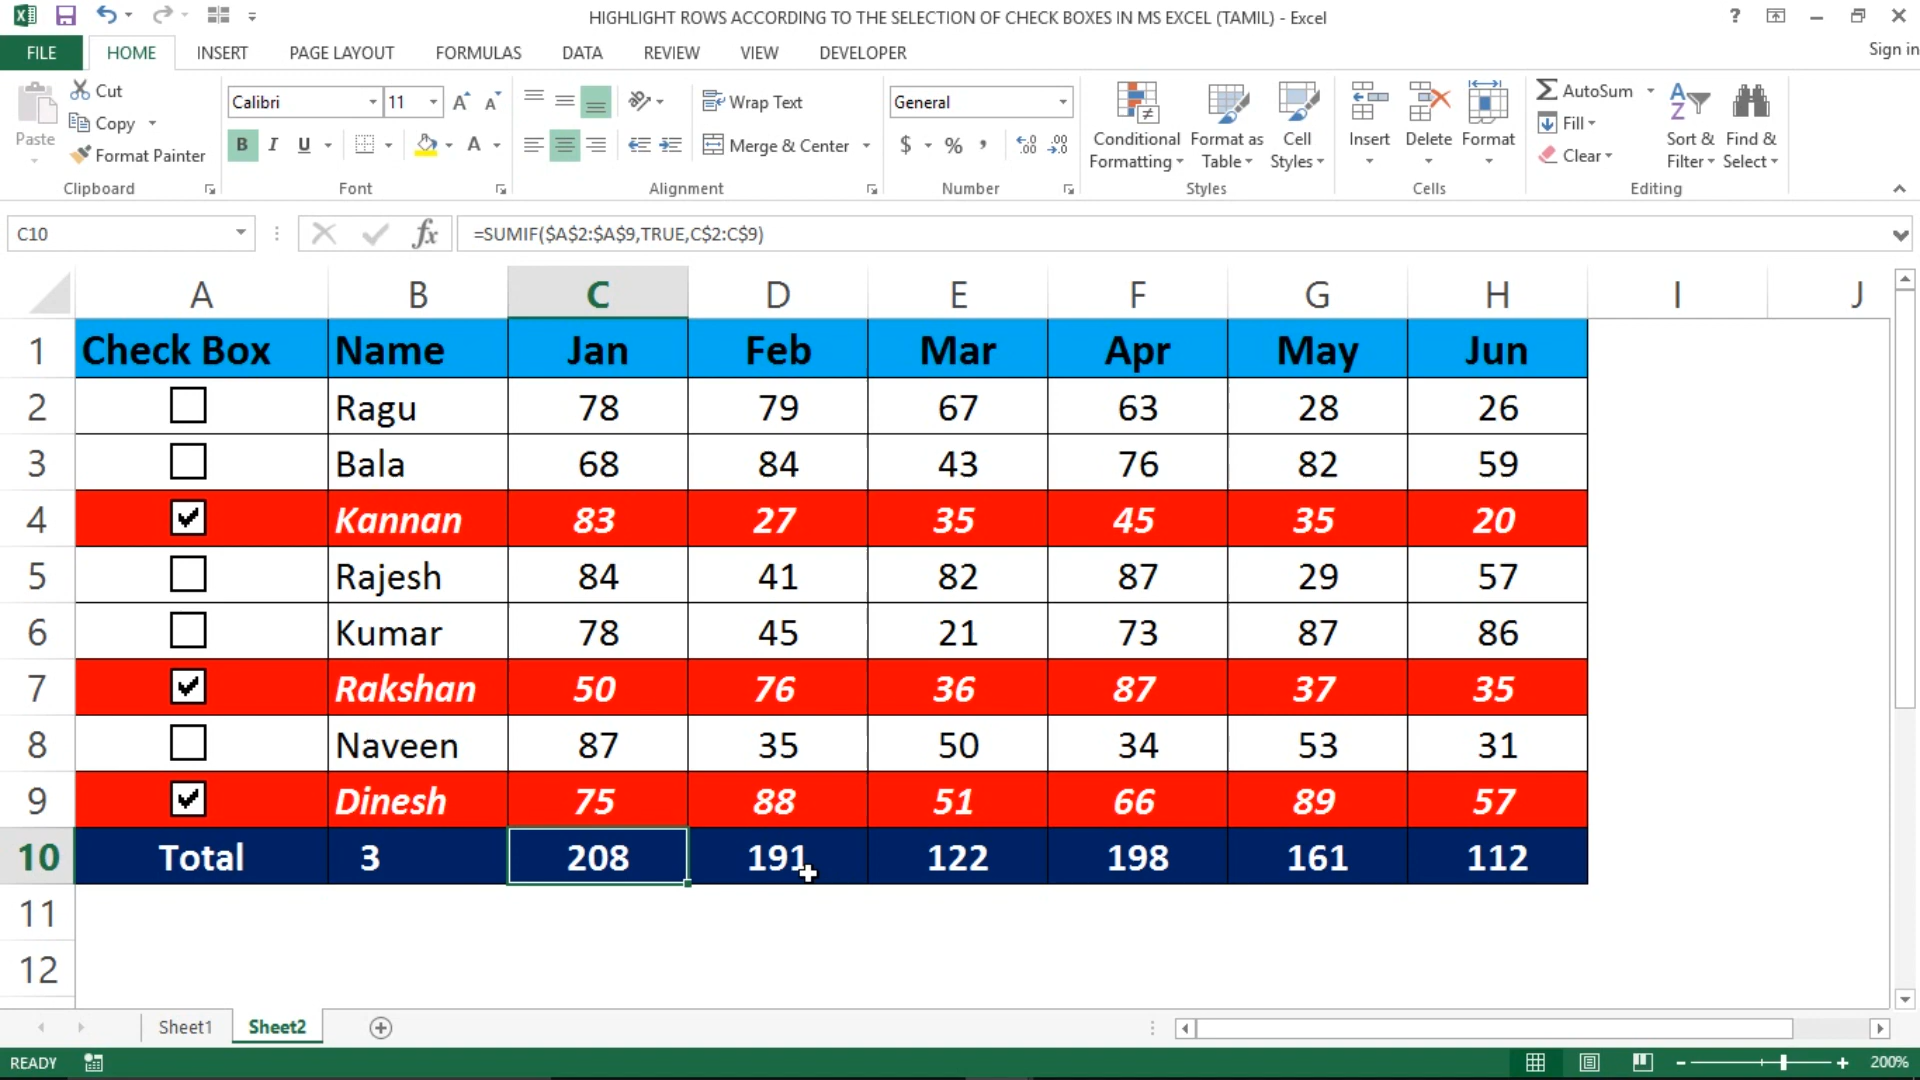 HIGHLIGHT ROWS ACCORDING TO THE SELECTION OF CHECK BOXES IN MS EXCEL (TAMIL) - Excel
FILE HOME INSERT PAGE LAYOUT FORMULAS DATA REVIEW VIEW DEVELOPER Sign in
Paste
Cut
Copy
Format Painter
Clipboard
Calibri 11
B I U
Font
Wrap Text
Merge & Center
Alignment
General
$ %
Number
Conditional Formatting
Format as Table
Cell Styles
Styles
Insert Delete Format
Cells
AutoSum
Fill
Clear
Sort & Filter
Find & Select
Editing
C10 fx =SUMIF($A$2:$A$9,TRUE,C$2:C$9)
A B C D E F G H I J
1 Check Box Name Jan Feb Mar Apr May Jun
2 Ragu 78 79 67 63 28 26
3 Bala 68 84 43 76 82 59
4 Kannan 83 27 35 45 35 20
5 Rajesh 84 41 82 87 29 57
6 Kumar 78 45 21 73 87 86
7 Rakshan 50 76 36 87 37 35
8 Naveen 87 35 50 34 53 31
9 Dinesh 75 88 51 66 89 57
10 Total 3 208 191 122 198 161 112
11
12
Sheet1 Sheet2
READY 200%